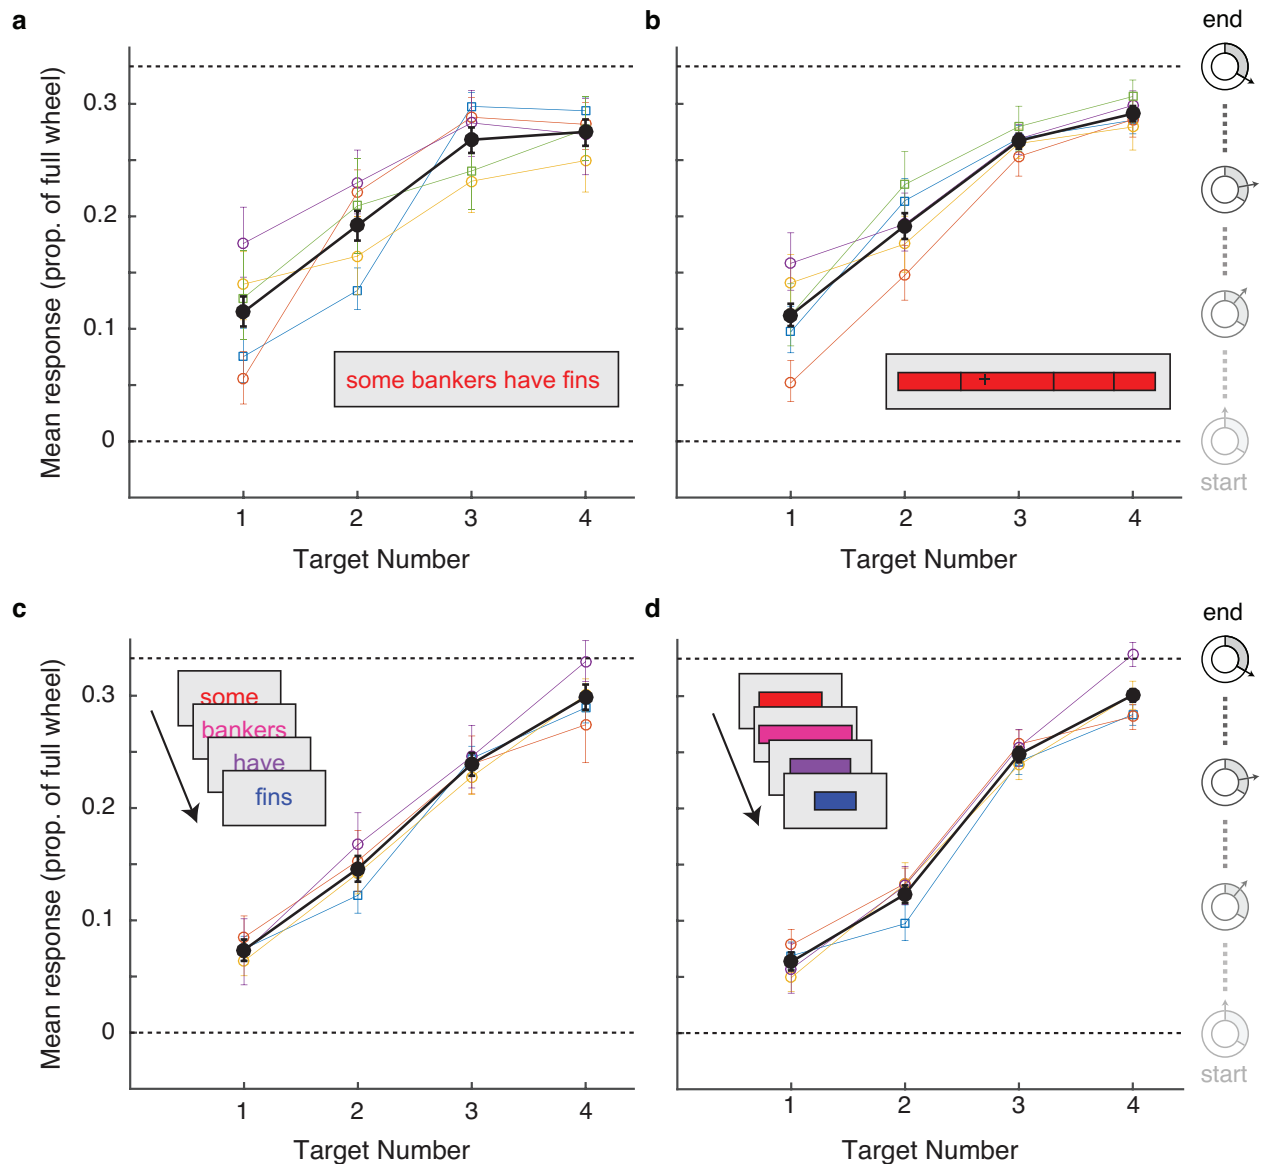 a
b
end
Mean response (prop. of full wheel)
0.3
0.2
0.1
0
some bankers have fins
1 2 3 4
Target Number
1 2 3 4
Target Number
start
c
d
end
Mean response (prop. of full wheel)
0.3
0.2
0.1
0
some
bankers
have
fins
1 2 3 4
Target Number
1 2 3 4
Target Number
start